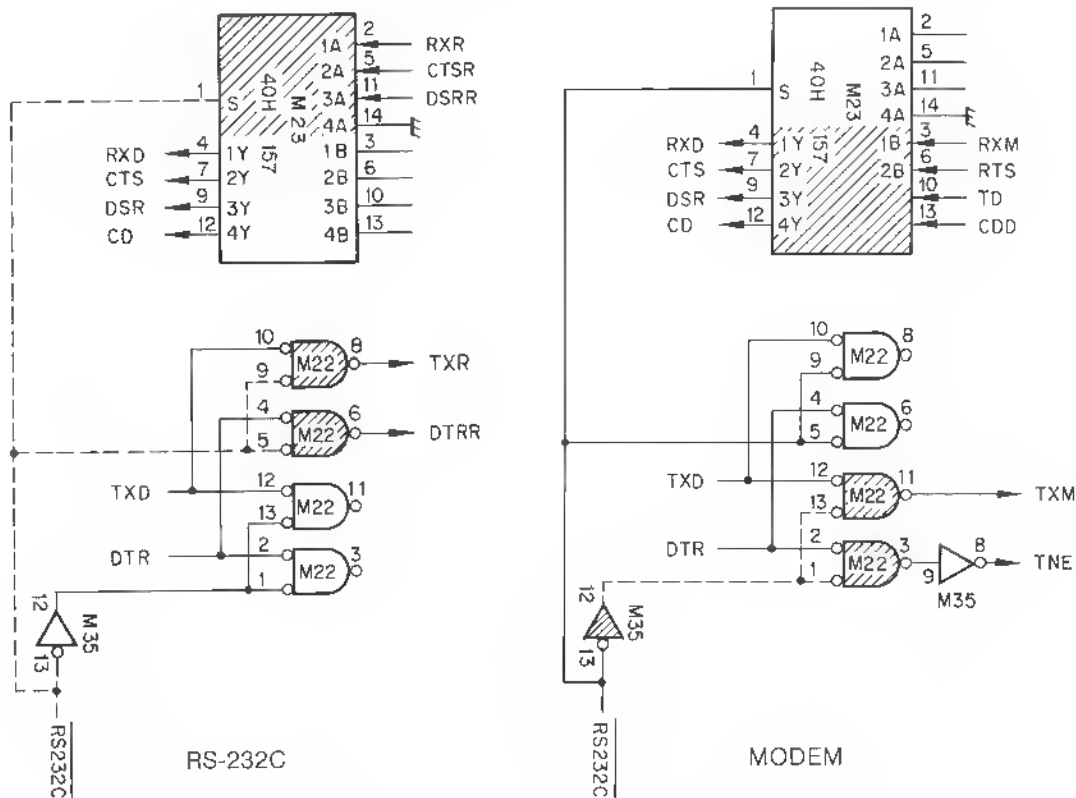 2
1A RXR
5
2A CTSR
11
3A DSRR
14
4A
1 S
40H
M 23
157
3
1B
6
2B
10
3B
13
4B
RXD 4 1Y
CTS 7 2Y
DSR 9 3Y
CD 12 4Y
10 8
M22 TXR
9
4 6
M22 DTRR
5
TXD 12 11
M22
13
DTR 2 3
M22
1
12
M 35
13
RS232C
RS-232C
2
1A
5
2A
11
3A
14
4A
1 S
40H
M23
157
3
1B RXM
6
2B RTS
10 TD
13 CDD
RXD 4 1Y
CTS 7 2Y
DSR 9 3Y
CD 12 4Y
10 8
M22
9
4 6
M22
5
TXD 12 11
M22 TXM
13
DTR 2 3 8
M22 TNE
1 9
M35
12
M35
13
RS232C
MODEM